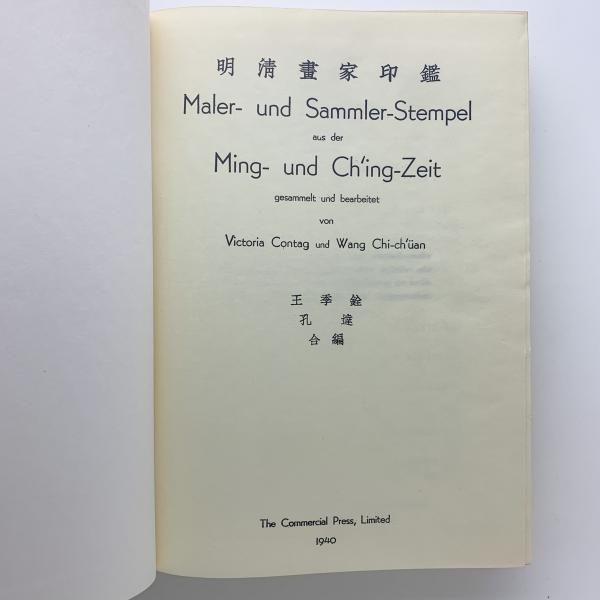 明清畫家印鑑
Maler- und Sammler-Stempel
aus der
Ming- und Ch'ing-Zeit
gesammelt und bearbeitet
von
Victoria Contag und Wang Chi-ch'üan
王季銓
孔達
合編
The Commercial Press, Limited
1940